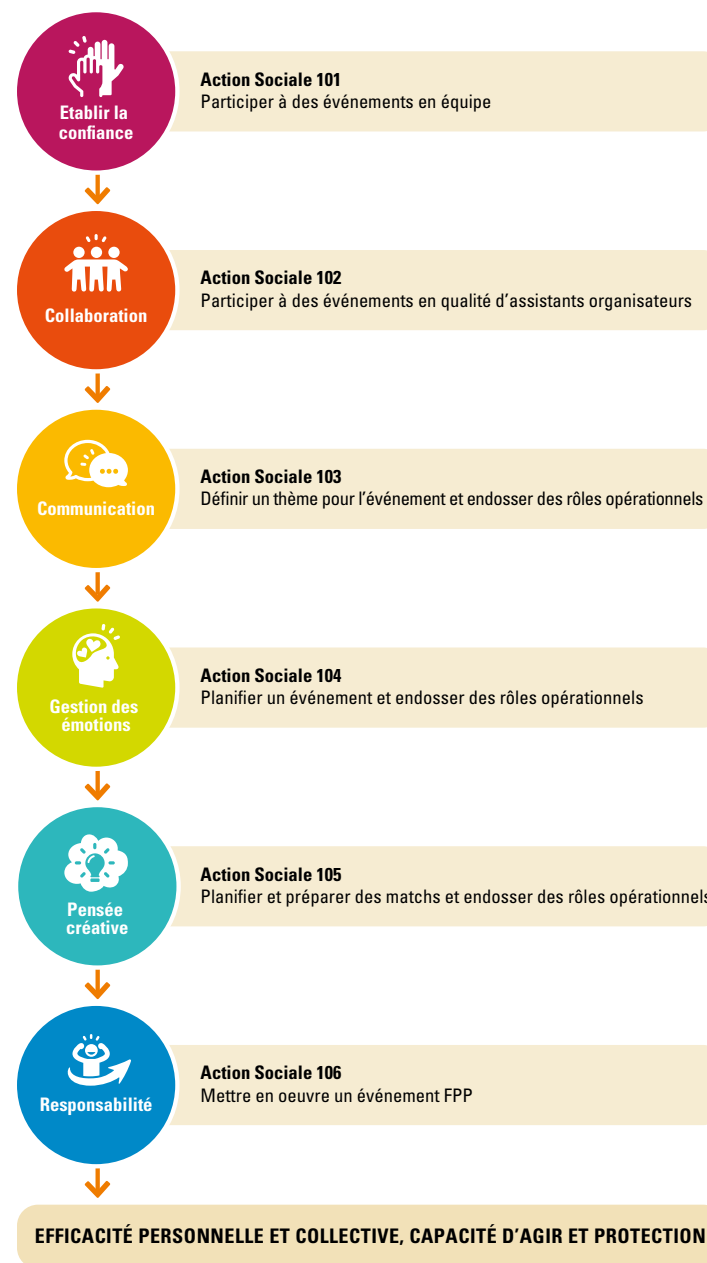 Etablir la
confiance
Action Sociale 101
Participer à des événements en équipe
Collaboration
Action Sociale 102
Participer à des événements en qualité d'assistants organisateurs
Communication
Action Sociale 103
Définir un thème pour l'événement et endosser des rôles opérationnels
Gestion des
émotions
Action Sociale 104
Planifier un événement et endosser des rôles opérationnels
Pensée
créative
Action Sociale 105
Planifier et préparer des matchs et endosser des rôles opérationnels
Responsabilité
Action Sociale 106
Mettre en oeuvre un événement FPP
EFFICACITÉ PERSONNELLE ET COLLECTIVE, CAPACITÉ D'AGIR ET PROTECTION